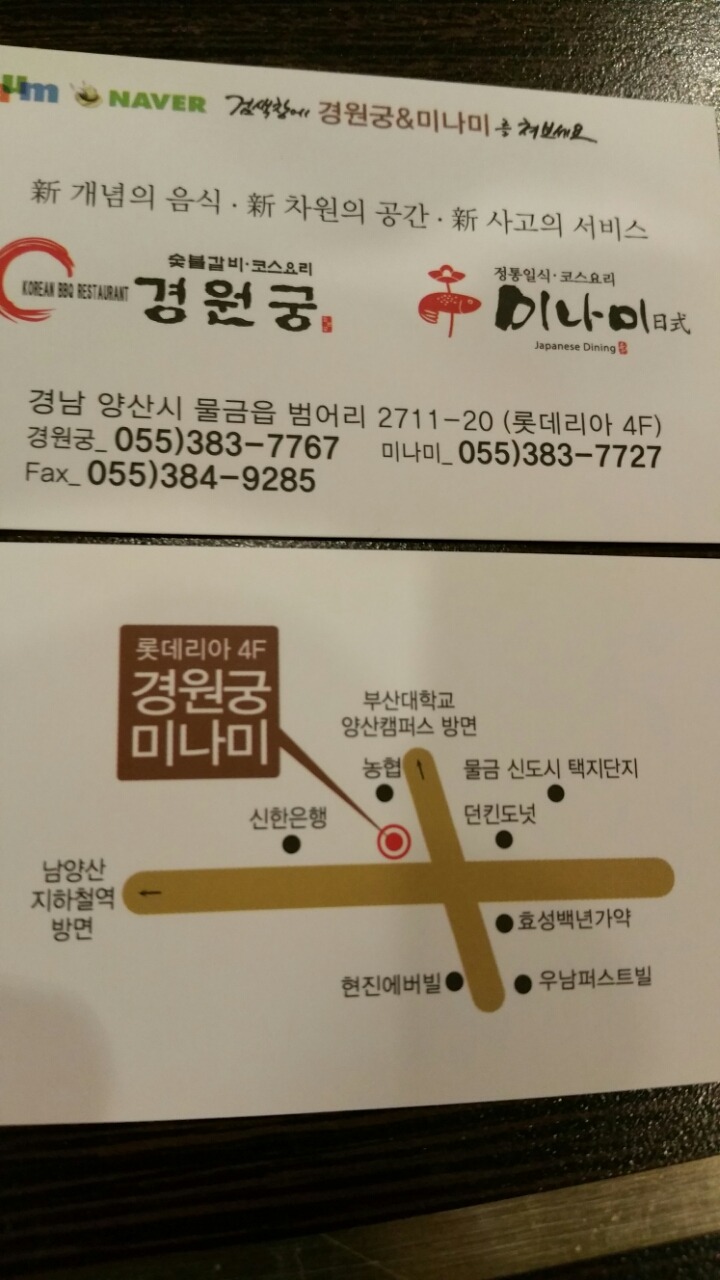 NAVER 검색창에 경원궁&미나미 를 쳐보세요
新 개념의 음식 · 新 차원의 공간 · 新 사고의 서비스
KOREAN BBQ RESTAURANT
숯불갈비·코스요리
경원궁
정통일식·코스요리
미나미日式
Japanese Dining
경남 양산시 물금읍 범어리 2711-20 (롯데리아 4F)
경원궁_ 055)383-7767 미나미_ 055)383-7727
Fax_ 055)384-9285
롯데리아 4F
경원궁
미나미
부산대학교
양산캠퍼스 방면
농협
물금 신도시 택지단지
신한은행
던킨도넛
남양산
지하철역
방면
효성백년가약
현진에버빌
우남퍼스트빌